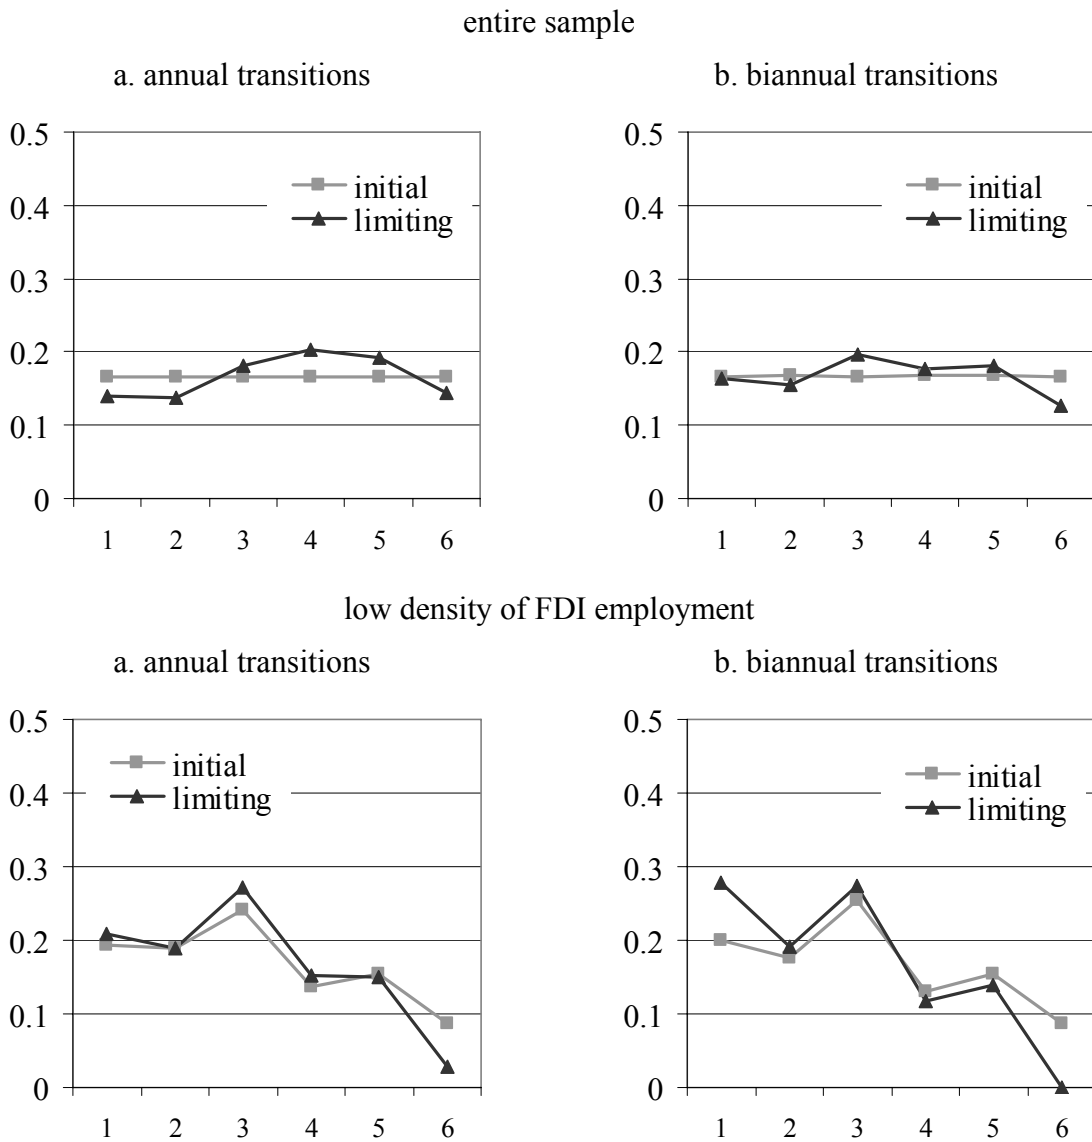 entire sample
a. annual transitions
b. biannual transitions
0.5
0.4
0.3
0.2
0.1
0
initial
limiting
1 2 3 4 5 6
0.5
0.4
0.3
0.2
0.1
0
initial
limiting
1 2 3 4 5 6
low density of FDI employment
a. annual transitions
b. biannual transitions
0.5
0.4
0.3
0.2
0.1
0
initial
limiting
1 2 3 4 5 6
0.5
0.4
0.3
0.2
0.1
0
initial
limiting
1 2 3 4 5 6